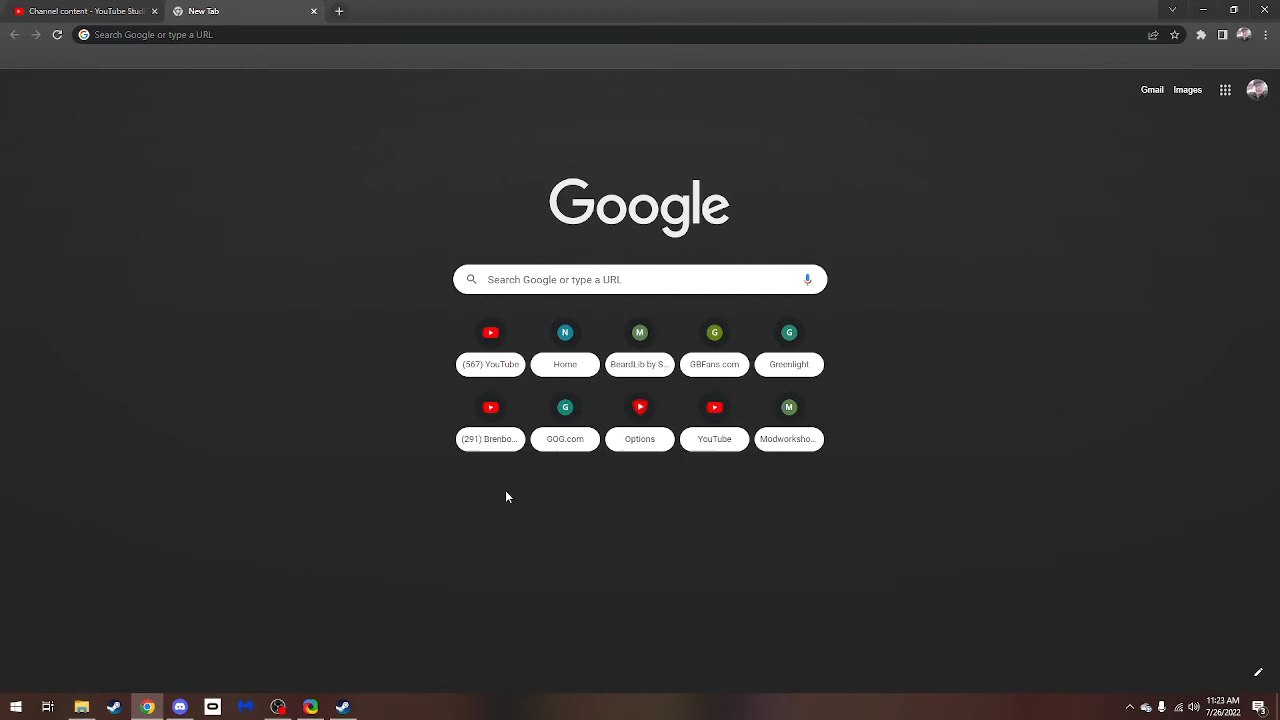 Channel content - YouTube Studi
New Tab
Search Google or type a URL
Gmail Images
Google
Search Google or type a URL
N M G G
(567) YouTube Home BeardLib by S... GBFans.com Greenlight
G M
(291) Brenbo... GOG.com Options YouTube Modworksho...
11:23 AM
7/26/2022